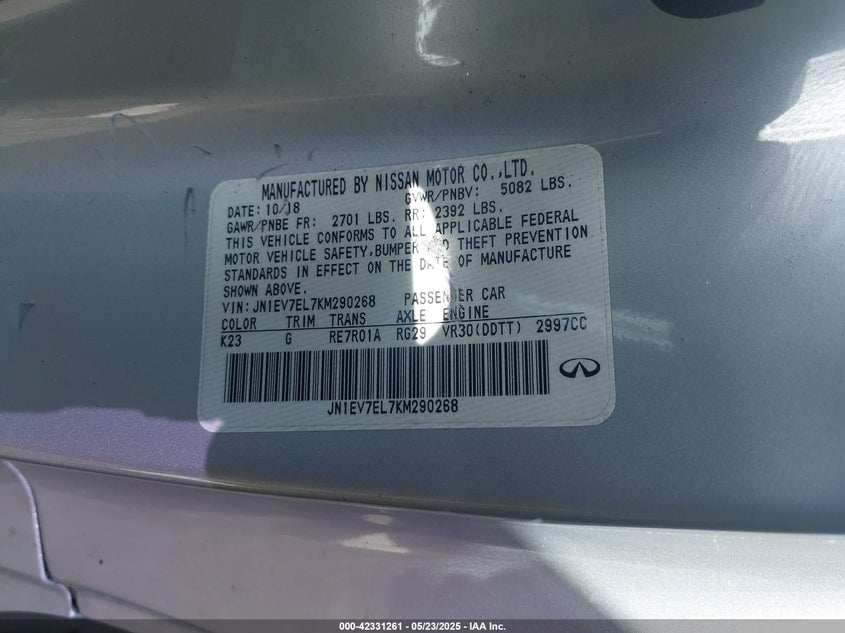 MANUFACTURED BY NISSAN MOTOR CO.,LTD.
DATE: 10/18 GVWR/PNBV: 5082 LBS.
GAWR/PNBE FR: 2701 LBS. RR: 2392 LBS.
THIS VEHICLE CONFORMS TO ALL APPLICABLE FEDERAL
MOTOR VEHICLE SAFETY,BUMPER AND THEFT PREVENTION
STANDARDS IN EFFECT ON THE DATE OF MANUFACTURE
SHOWN ABOVE.
VIN: JN1EV7EL7KM290268 PASSENGER CAR
COLOR TRIM TRANS AXLE ENGINE
K23 G RE7R01A RG29 VR30(DDTT) 2997CC
JN1EV7EL7KM290268
000-42331261 - 05/23/2025 - IAA Inc.